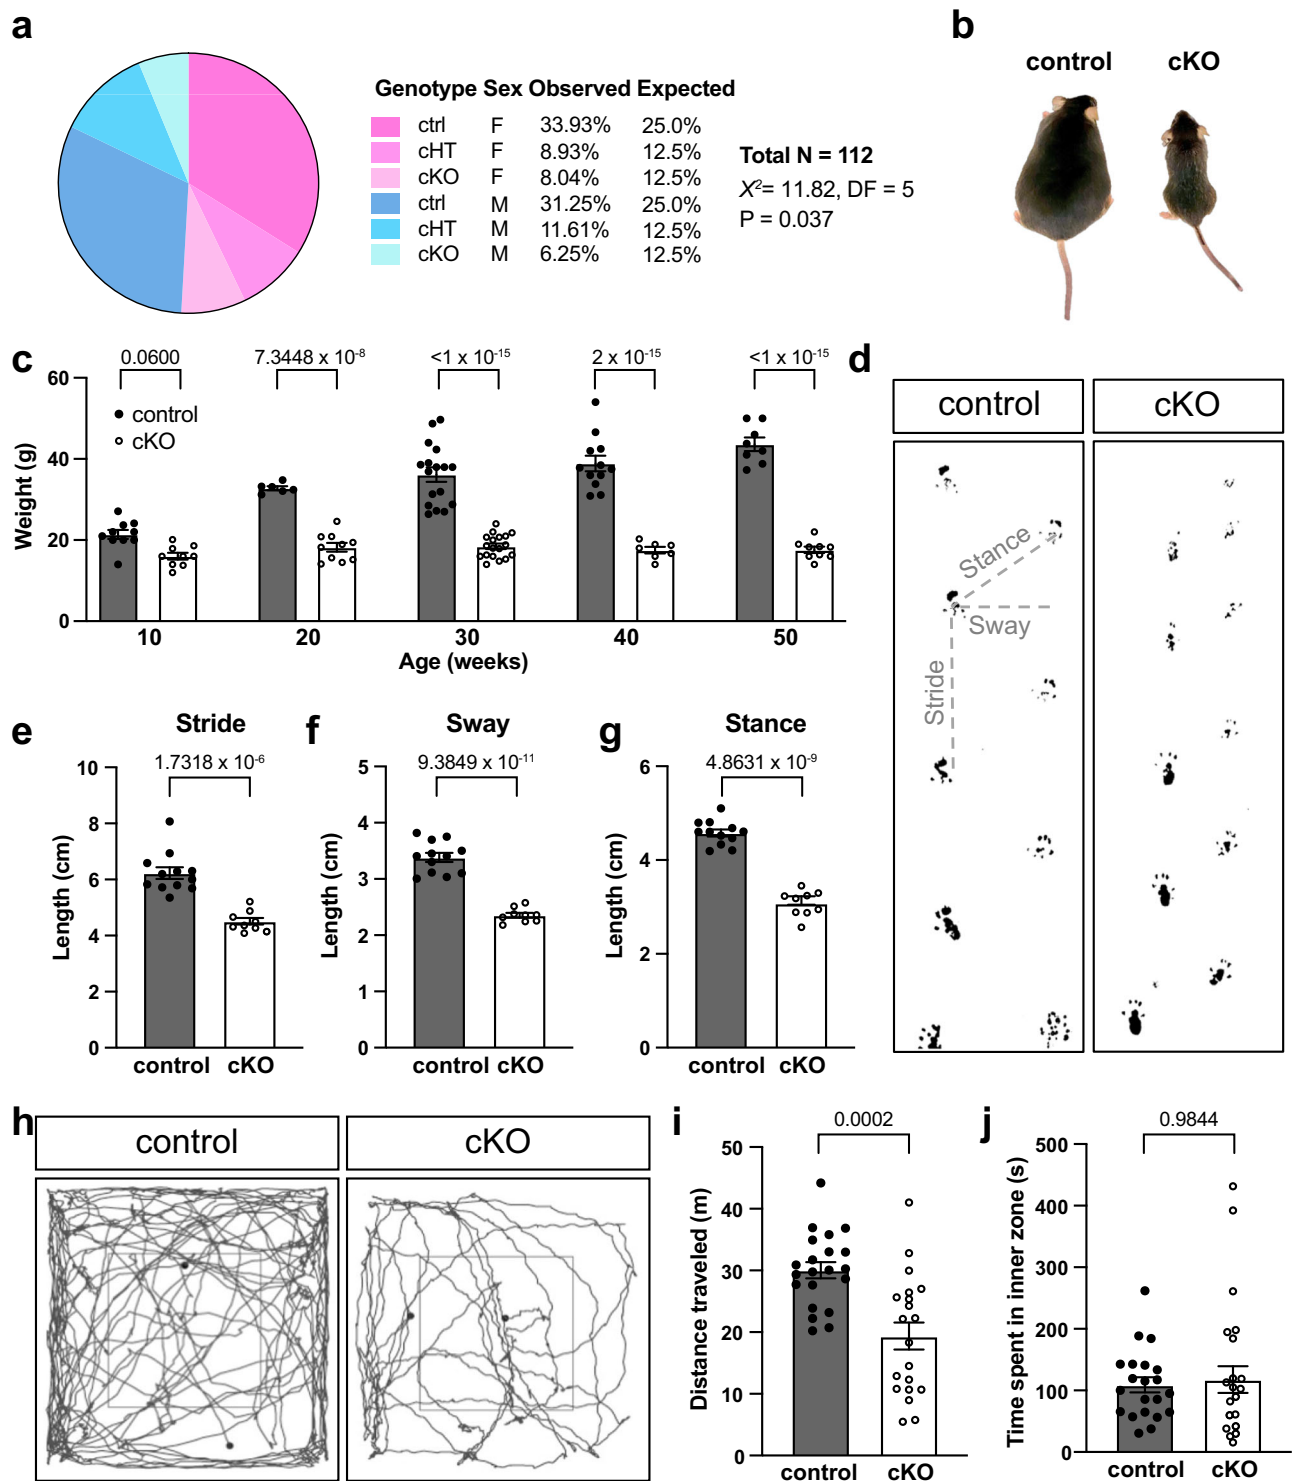 a
Genotype Sex Observed Expected
ctrl F 33.93% 25.0%
cHT F 8.93% 12.5%
cKO F 8.04% 12.5%
ctrl M 31.25% 25.0%
cHT M 11.61% 12.5%
cKO M 6.25% 12.5%
Total N = 112
X²= 11.82, DF = 5
P = 0.037
b
control cKO
c
0.0600 7.3448 x 10⁻⁸ <1 x 10⁻¹⁵ 2 x 10⁻¹⁵ <1 x 10⁻¹⁵
Weight (g)
60
40
20
0
control
cKO
10 20 30 40 50
Age (weeks)
d
control cKO
Stance
Sway
Stride
e
Stride
1.7318 x 10⁻⁶
Length (cm)
10
8
6
4
2
0
control cKO
f
Sway
9.3849 x 10⁻¹¹
Length (cm)
5
4
3
2
1
0
control cKO
g
Stance
4.8631 x 10⁻⁹
Length (cm)
6
4
2
0
control cKO
h
control cKO
i
0.0002
Distance traveled (m)
50
40
30
20
10
0
control cKO
j
0.9844
Time spent in inner zone (s)
500
400
300
200
100
0
control cKO